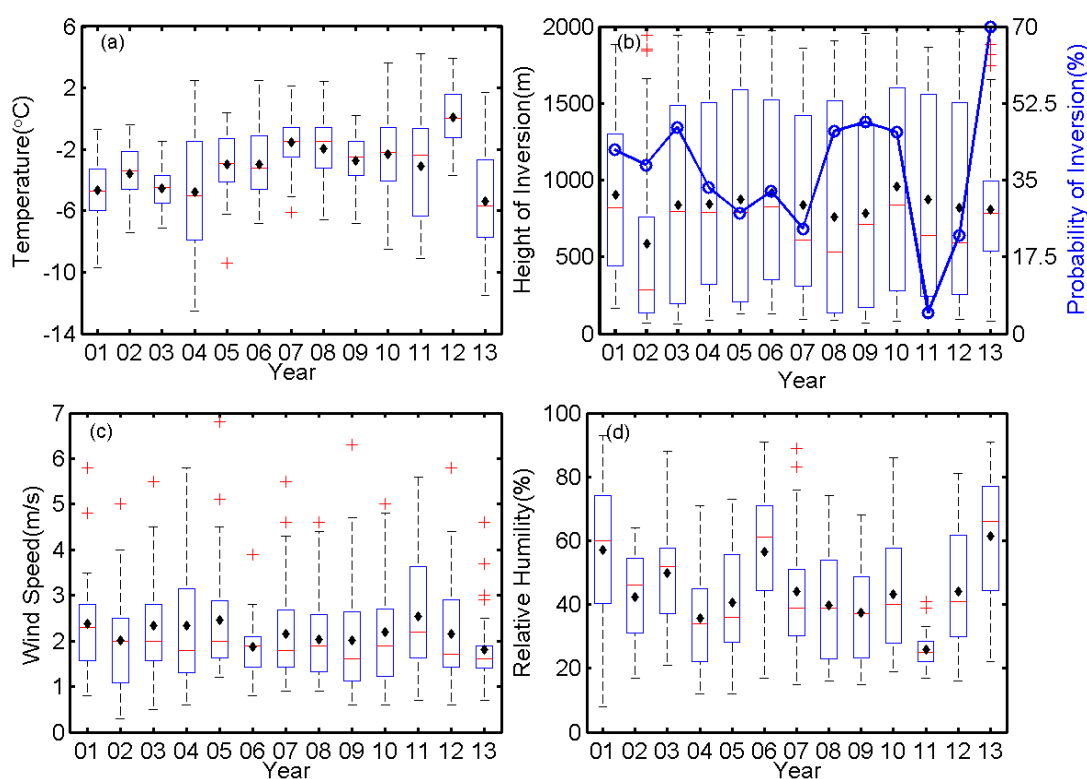 (a)
Temperature(°C)
6
2
-2
-6
-10
-14
01 02 03 04 05 06 07 08 09 10 11 12 13
Year
(b)
Height of Inversion(m)
2000
1500
1000
500
0
Probability of Inversion(%)
70
52.5
35
17.5
0
01 02 03 04 05 06 07 08 09 10 11 12 13
Year
(c)
Wind Speed(m/s)
7
6
5
4
3
2
1
0
01 02 03 04 05 06 07 08 09 10 11 12 13
Year
(d)
Relative Humility(%)
100
80
60
40
20
0
01 02 03 04 05 06 07 08 09 10 11 12 13
Year